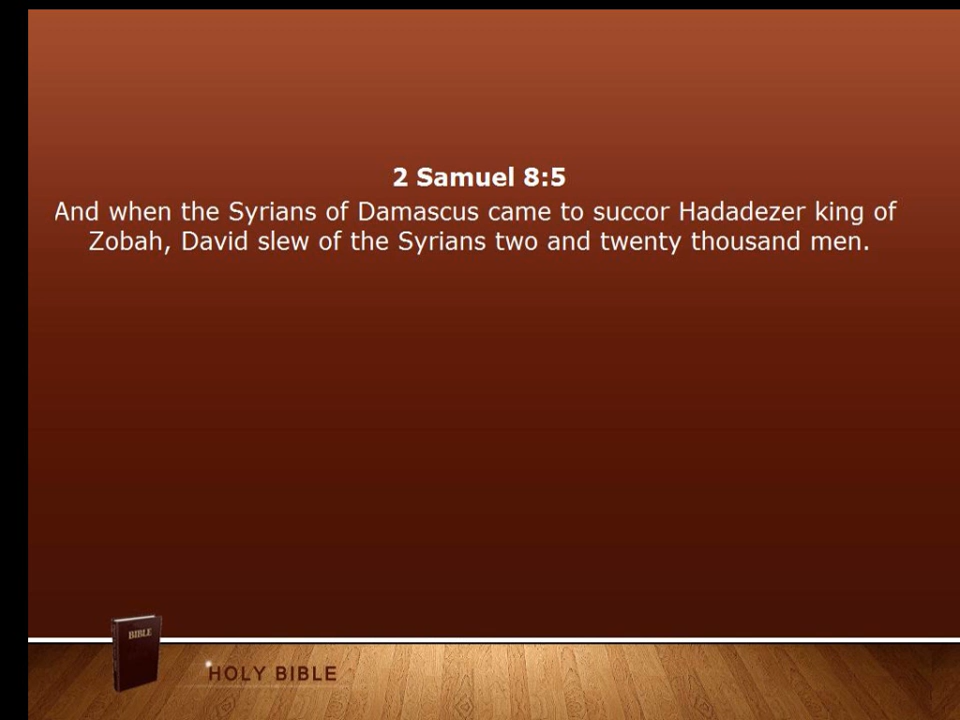 2 Samuel 8:5
And when the Syrians of Damascus came to succor Hadadezer king of
Zobah, David slew of the Syrians two and twenty thousand men.
BIBLE
HOLY BIBLE